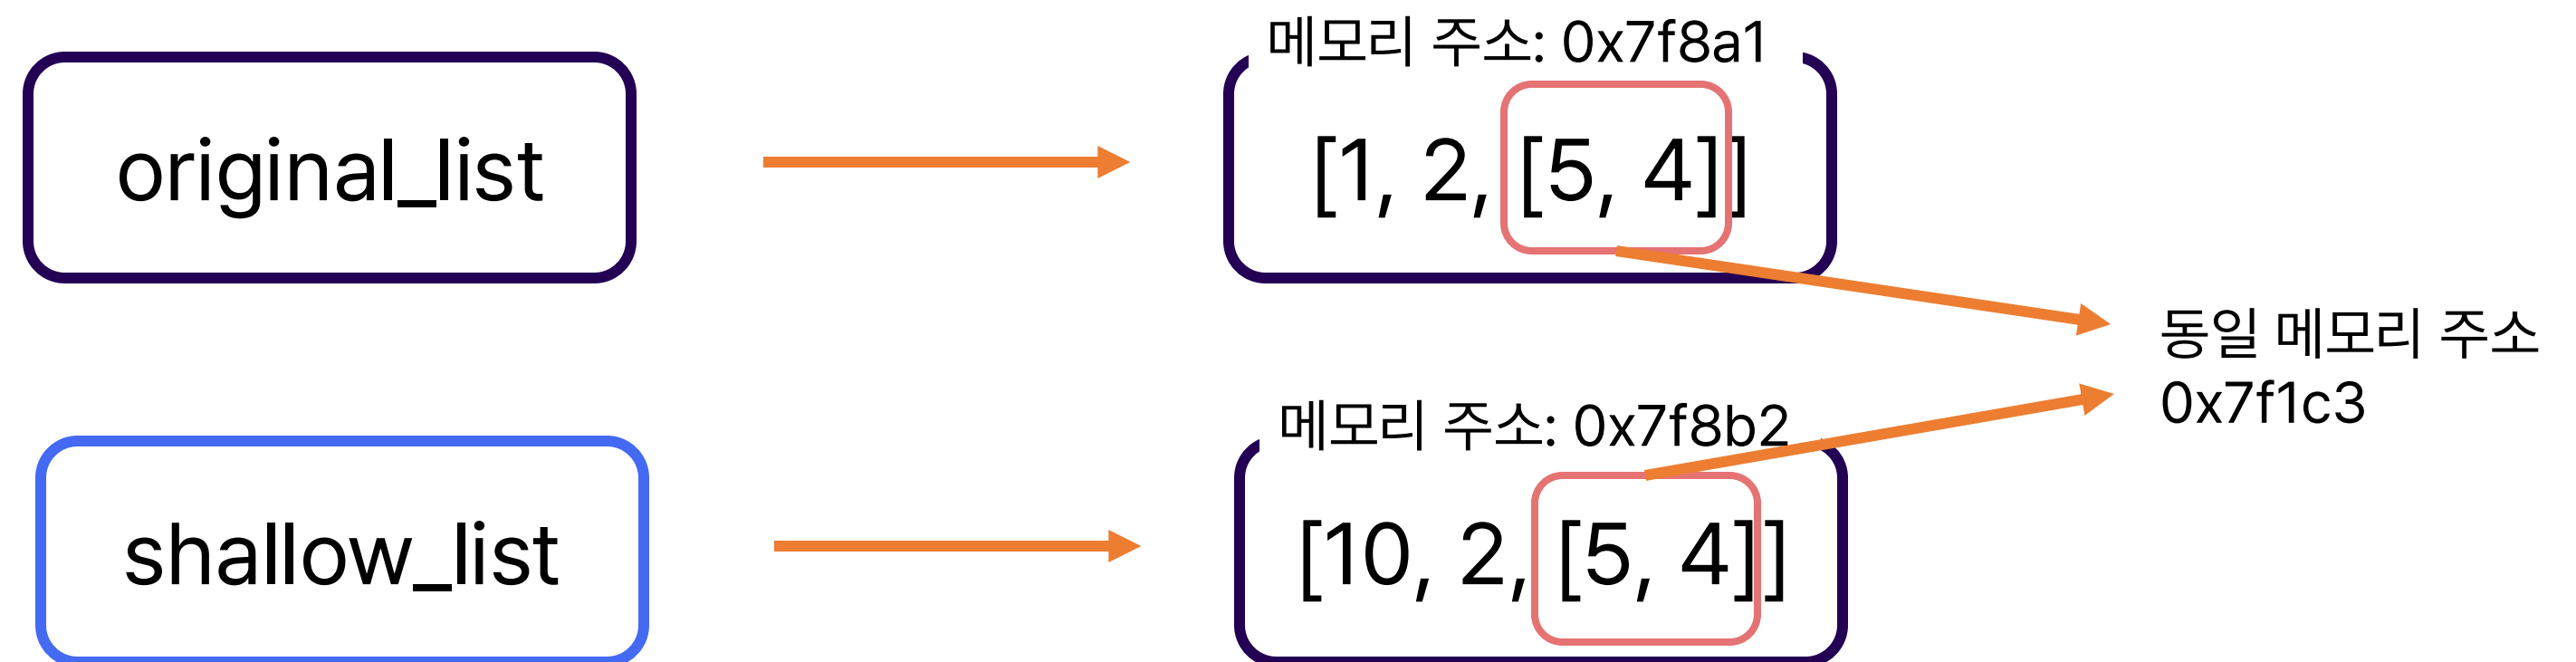 메모리 주소: 0x7f8a1
original_list
[1, 2, [5, 4]]
동일 메모리 주소
0x7f1c3
메모리 주소: 0x7f8b2
shallow_list
[10, 2, [5, 4]]